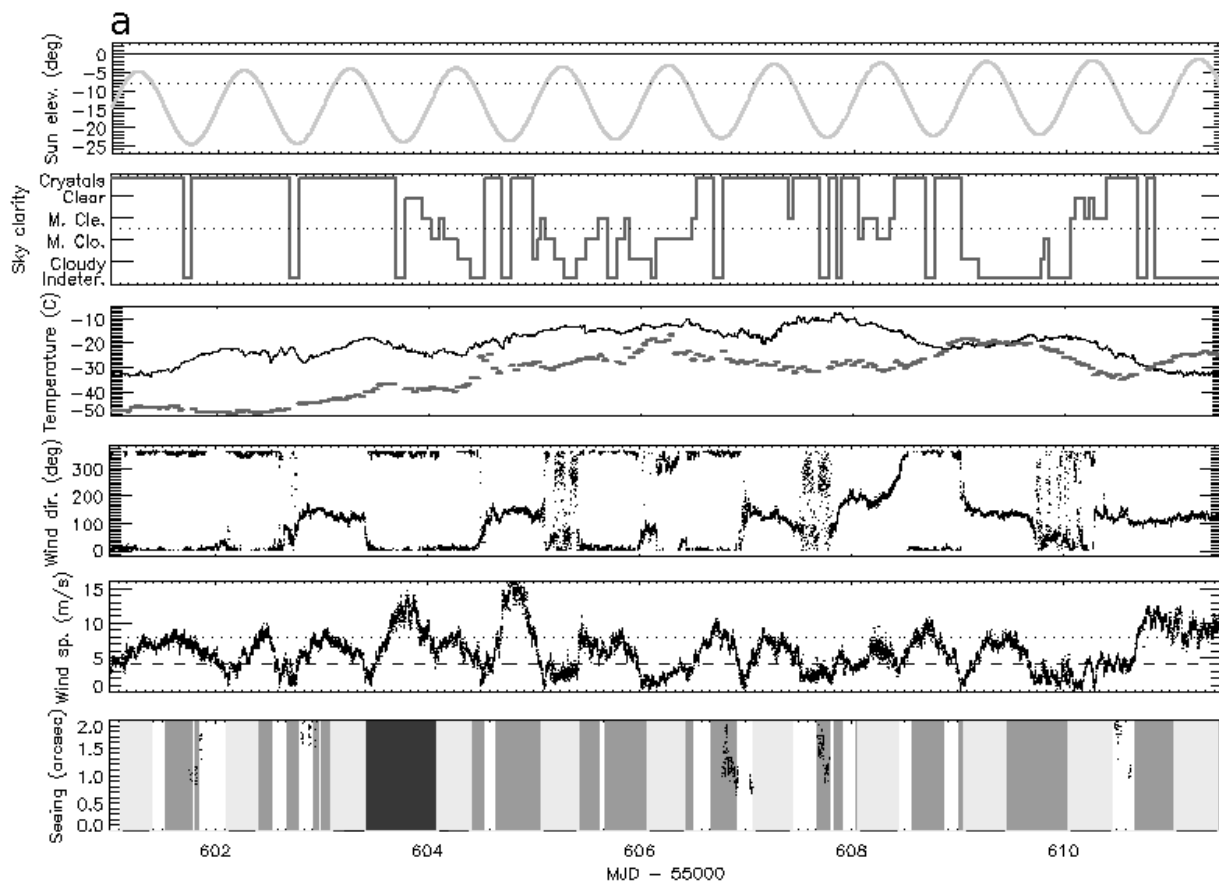 a
Sun elev. (deg)
0
-5
-10
-15
-20
-25
Sky clarity
Crystals
Clear
M. Cle.
M. Clo.
Cloudy
Indeter.
Temperature (C)
-10
-20
-30
-40
-50
Wind dir. (deg)
300
200
100
0
Wind sp. (m/s)
15
10
5
0
Seeing (arcsec)
2.0
1.5
1.0
0.5
0.0
602 604 606 608 610
MJD - 55000